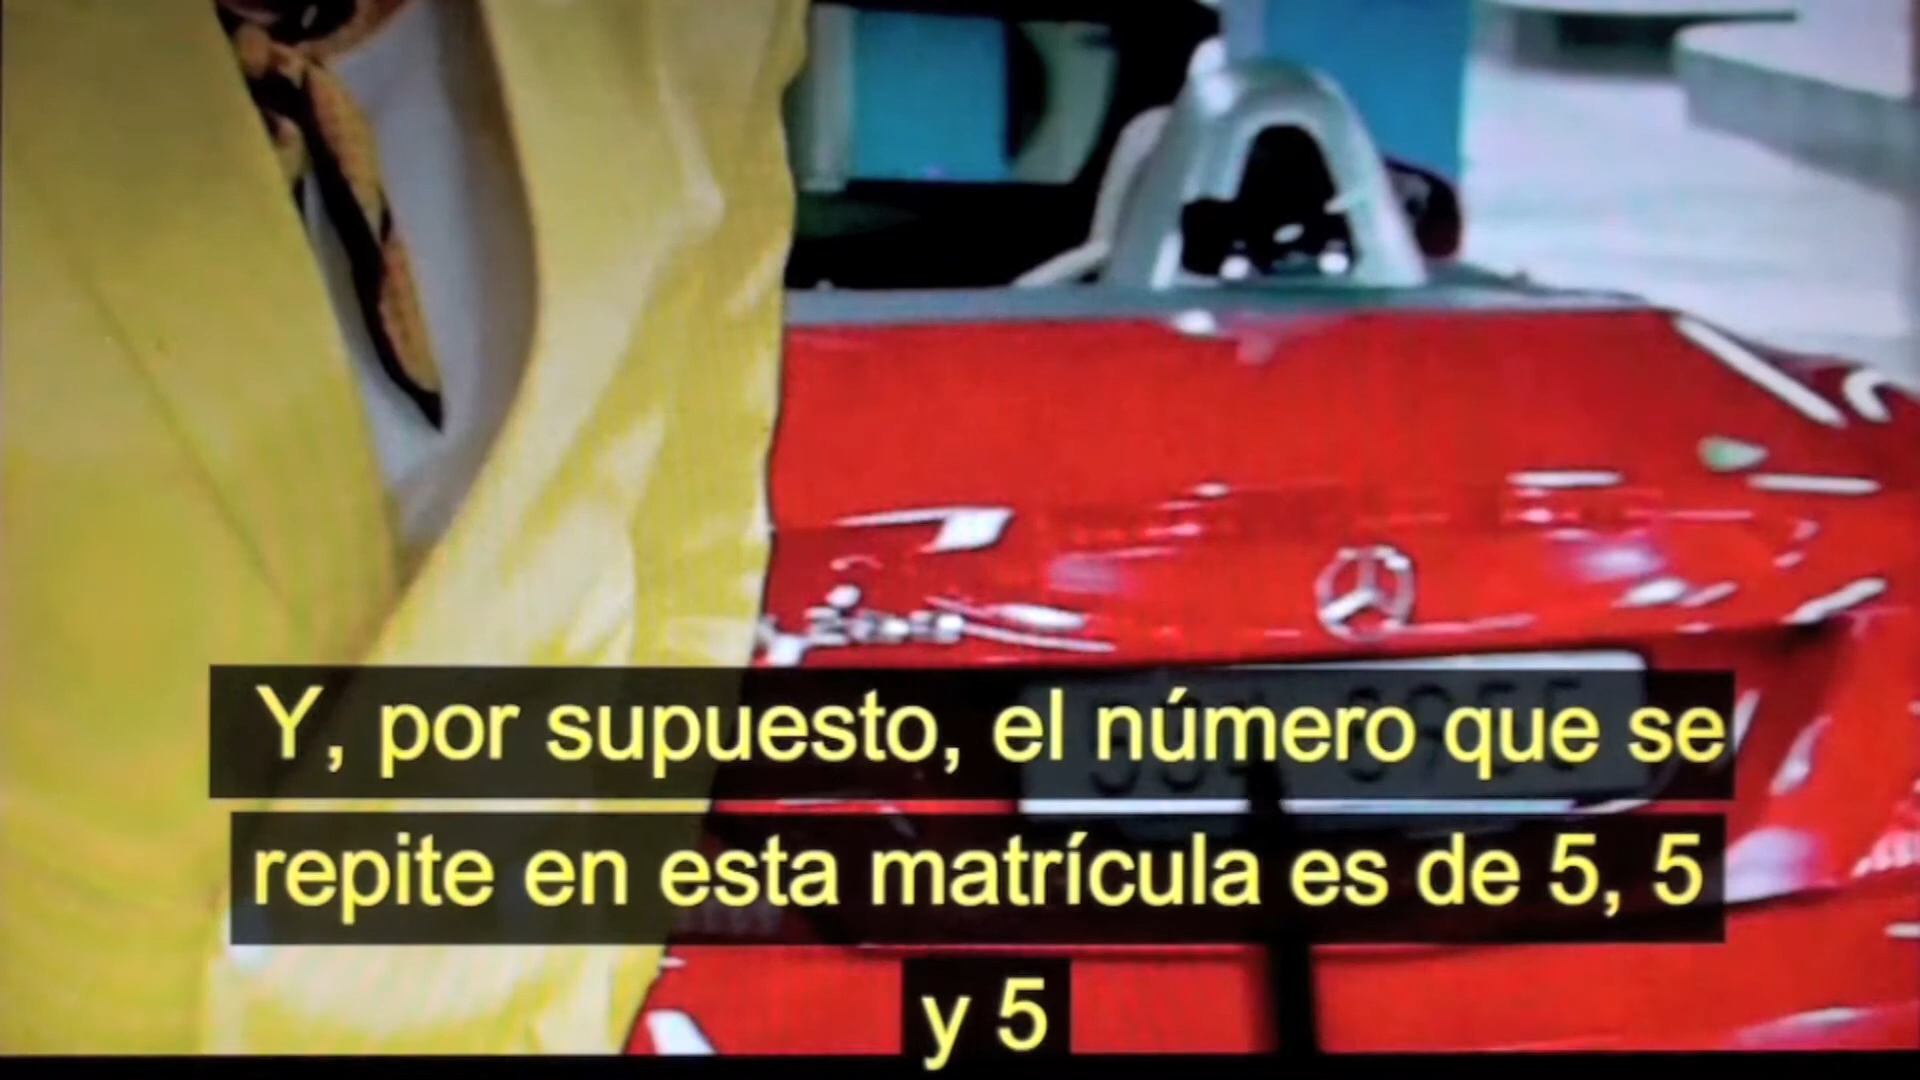 Y, por supuesto, el número que se
repite en esta matrícula es de 5, 5
y 5